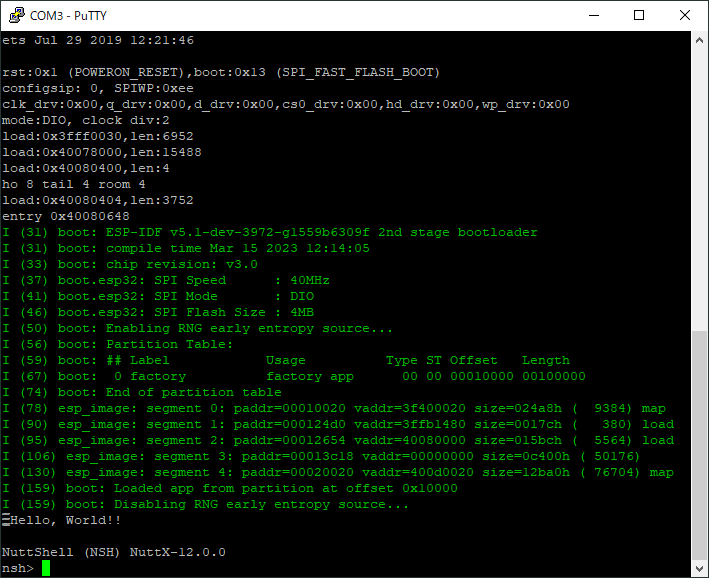 COM3 - PuTTY
ets Jul 29 2019 12:21:46
rst:0x1 (POWERON_RESET),boot:0x13 (SPI_FAST_FLASH_BOOT)
configsip: 0, SPIWP:0xee
clk_drv:0x00,q_drv:0x00,d_drv:0x00,cs0_drv:0x00,hd_drv:0x00,wp_drv:0x00
mode:DIO, clock div:2
load:0x3fff0030,len:6952
load:0x40078000,len:15488
load:0x40080400,len:4
ho 8 tail 4 room 4
load:0x40080404,len:3752
entry 0x40080648
I (31) boot: ESP-IDF v5.1-dev-3972-g1559b6309f 2nd stage bootloader
I (31) boot: compile time Mar 15 2023 12:14:05
I (33) boot: chip revision: v3.0
I (37) boot.esp32: SPI Speed      : 40MHz
I (41) boot.esp32: SPI Mode       : DIO
I (46) boot.esp32: SPI Flash Size : 4MB
I (50) boot: Enabling RNG early entropy source...
I (56) boot: Partition Table:
I (59) boot: ## Label            Usage          Type ST Offset   Length
I (67) boot:  0 factory          factory app      00 00 00010000 00100000
I (74) boot: End of partition table
I (78) esp_image: segment 0: paddr=00010020 vaddr=3f400020 size=024a8h (  9384) map
I (90) esp_image: segment 1: paddr=000124d0 vaddr=3ffb1480 size=0017ch (   380) load
I (95) esp_image: segment 2: paddr=00012654 vaddr=40080000 size=015bch (  5564) load
I (106) esp_image: segment 3: paddr=00013c18 vaddr=00000000 size=0c400h ( 50176)
I (130) esp_image: segment 4: paddr=00020020 vaddr=400d0020 size=12ba0h ( 76704) map
I (159) boot: Loaded app from partition at offset 0x10000
I (159) boot: Disabling RNG early entropy source...
Hello, World!!
NuttShell (NSH) NuttX-12.0.0
nsh>